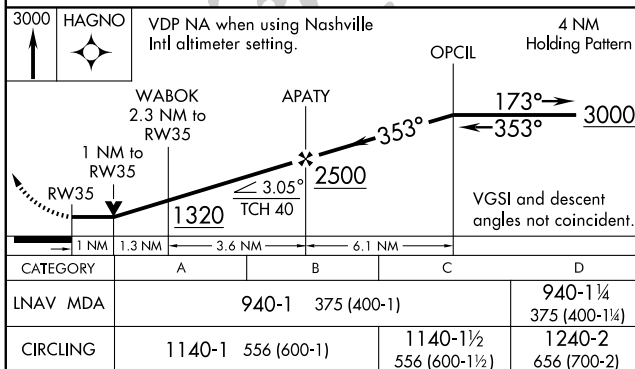 3000 HAGNO
VDP NA when using Nashville
Intl altimeter setting.
4 NM
Holding Pattern
OPCIL
WABOK
2.3 NM to
RW35
APATY
173°
3000
353°
353°
1 NM to
RW35
RW35
2500
3.05°
TCH 40
1320
VGSI and descent
angles not coincident.
1 NM 1.3 NM 3.6 NM 6.1 NM
CATEGORY A B C D
LNAV MDA 940-1 375 (400-1) 940-1¼
375 (400-1¼)
CIRCLING 1140-1 556 (600-1) 1140-1½
556 (600-1½)
1240-2
656 (700-2)